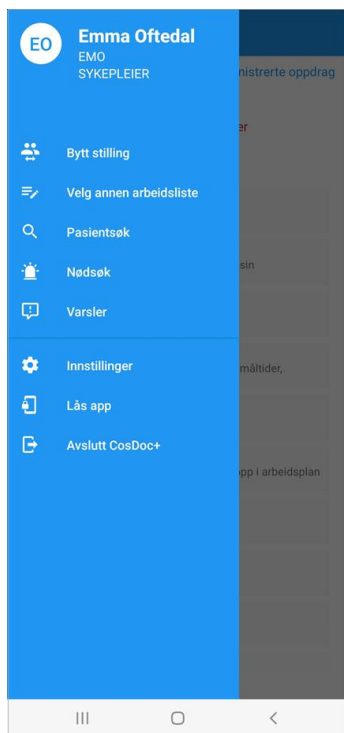 EO
Emma Oftedal
EMO
SYKEPLEIER
nistrerte oppdrag
er
Bytt stilling
Velg annen arbeidsliste
Pasientsøk
Nødsøk
sin
Varsler
Innstillinger
måltider,
Lås app
Avslutt CosDoc+
opp i arbeidsplan